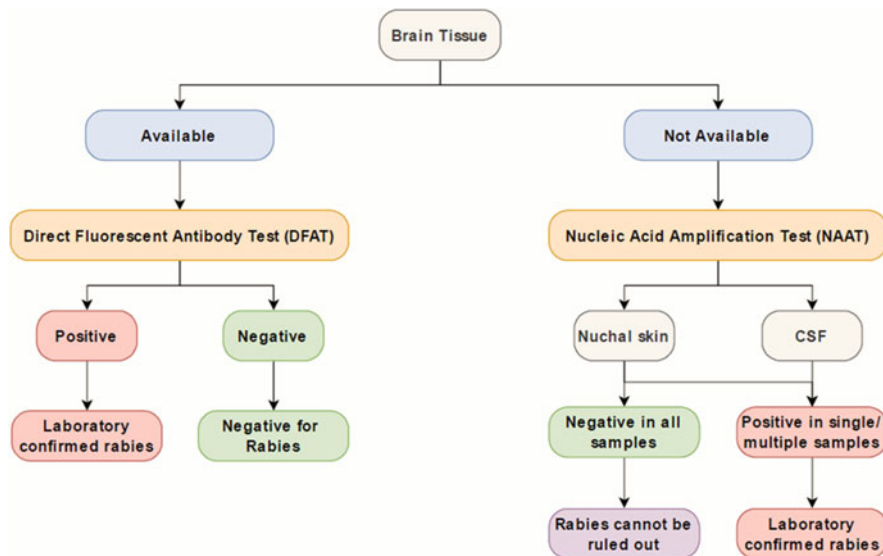 Brain Tissue
Available
Not Available
Direct Fluorescent Antibody Test (DFAT)
Nucleic Acid Amplification Test (NAAT)
Positive
Negative
Nuchal skin
CSF
Laboratory
confirmed rabies
Negative for
Rabies
Negative in all
samples
Positive in single/
multiple samples
Rabies cannot be
ruled out
Laboratory
confirmed rabies